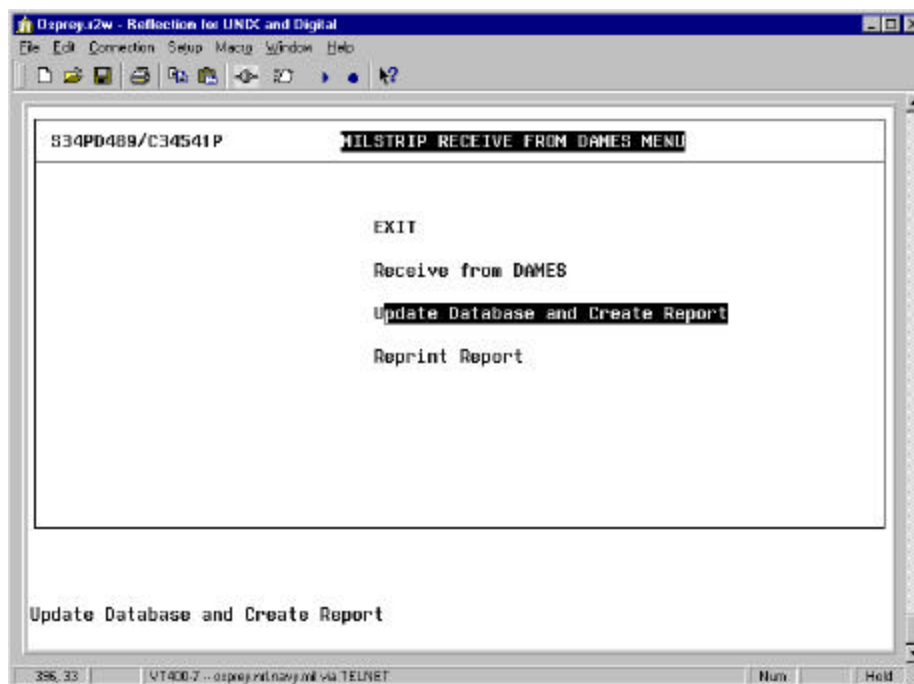 Osprey.r2w - Reflection for UNIX and Digital
File Edit Connection Setup Macro Window Help
S34PD489/C34541P MILSTRIP RECEIVE FROM DAMES MENU
EXIT
Receive from DAMES
Update Database and Create Report
Reprint Report
Update Database and Create Report
396, 33 VT400-7 -- osprey.mil.navy.mil via TELNET Num Hold